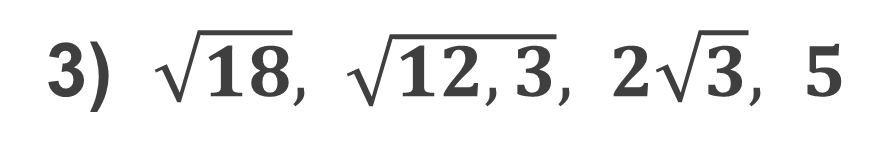 3) √18, √12,3, 2√3, 5